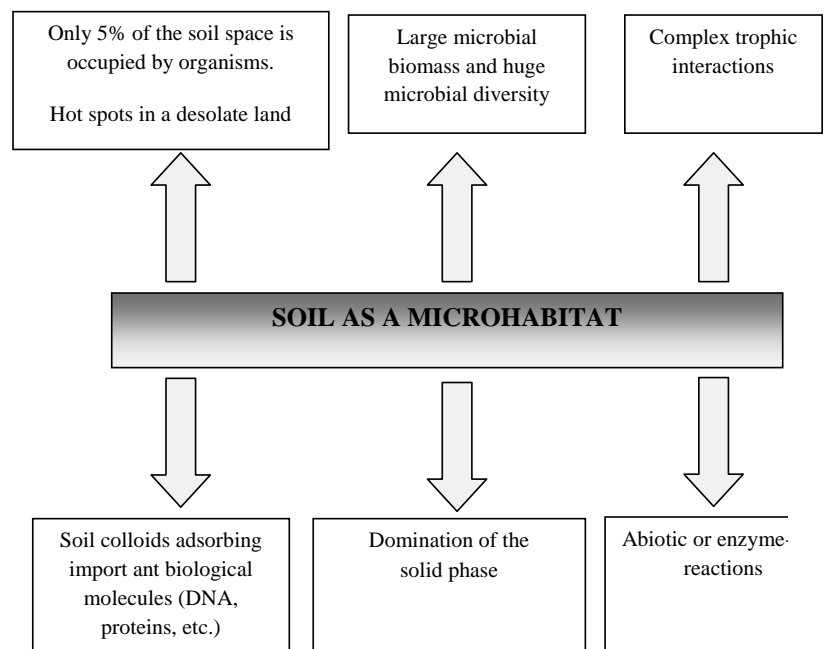 Only 5% of the soil space is
occupied by organisms.
Hot spots in a desolate land
Large microbial
biomass and huge
microbial diversity
Complex trophic
interactions
SOIL AS A MICROHABITAT
Soil colloids adsorbing
import ant biological
molecules (DNA,
proteins, etc.)
Domination of the
solid phase
Abiotic or enzyme-
reactions